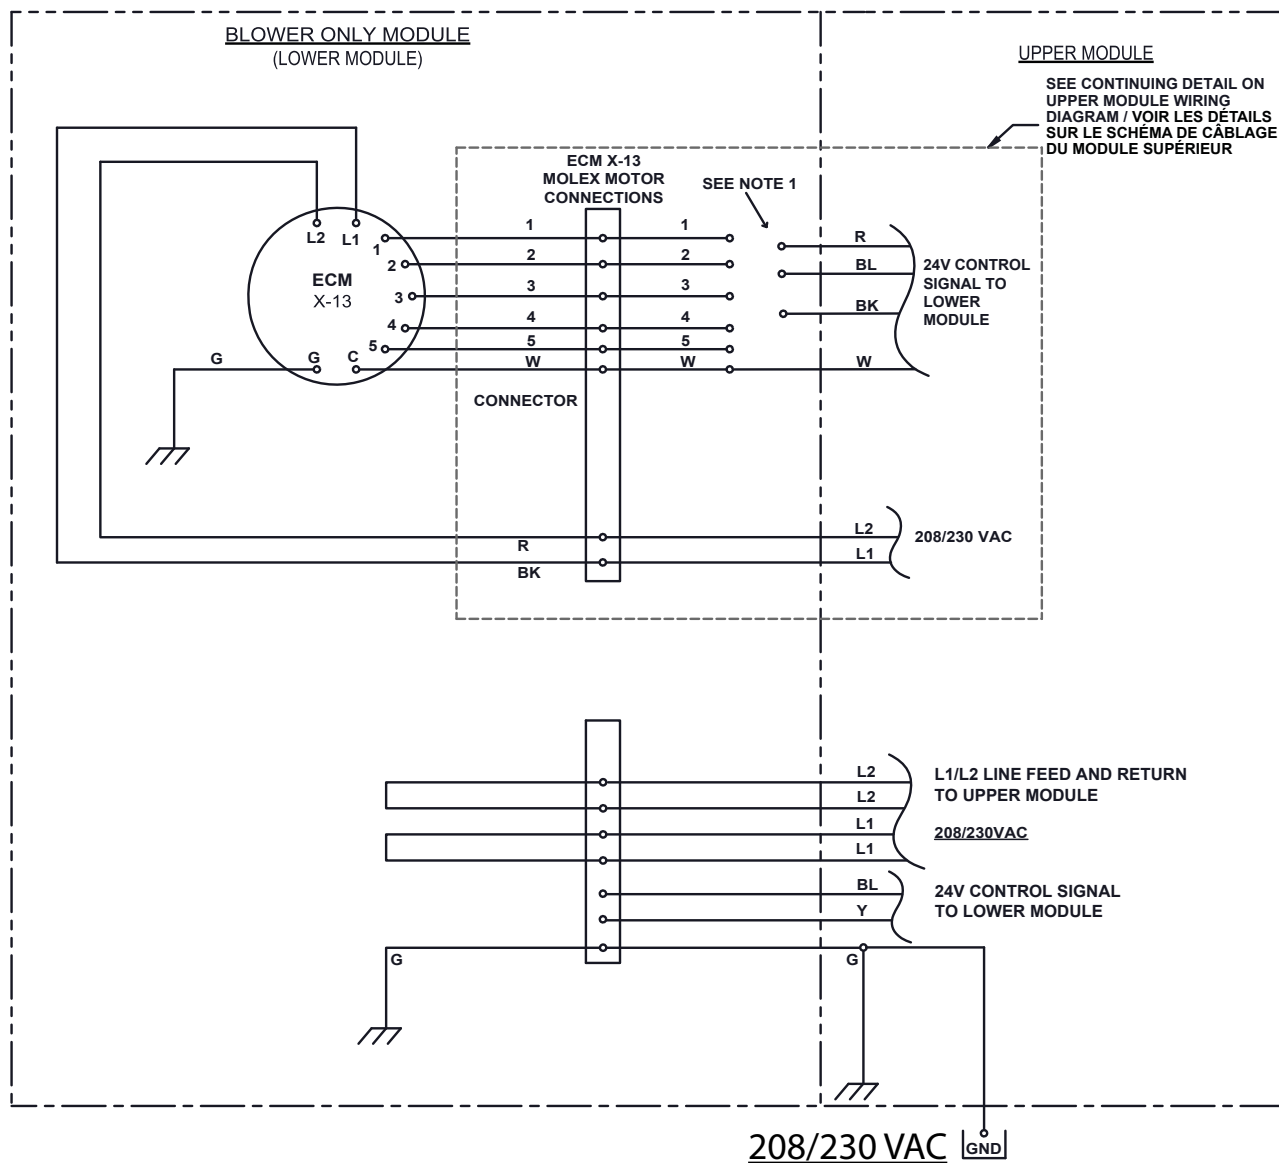 BLOWER ONLY MODULE
(LOWER MODULE)
UPPER MODULE
SEE CONTINUING DETAIL ON
UPPER MODULE WIRING
DIAGRAM / VOIR LES DÉTAILS
SUR LE SCHÉMA DE CÂBLAGE
DU MODULE SUPÉRIEUR
ECM X-13
MOLEX MOTOR
CONNECTIONS
SEE NOTE 1
L2 L1
ECM
X-13
1 1 1
2 2 2
3 3 3
4 4 4
5 5 5
G G C W W W
R
BL
BK
24V CONTROL
SIGNAL TO
LOWER
MODULE
CONNECTOR
R
BK
L2
L1
208/230 VAC
L2
L2
L1
L1
L1/L2 LINE FEED AND RETURN
TO UPPER MODULE
208/230VAC
BL
Y
24V CONTROL SIGNAL
TO LOWER MODULE
G G
208/230 VAC
GND